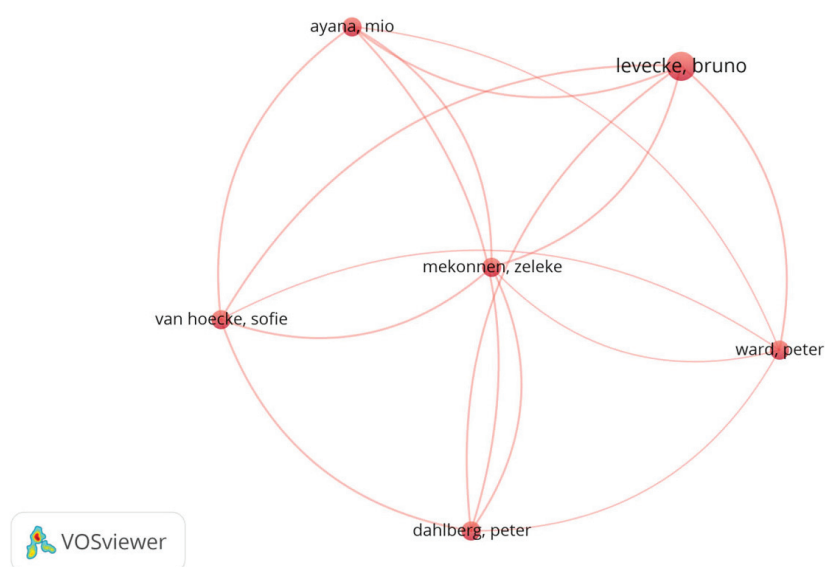 ayana, mio
levecke, bruno
mekonnen, zeleke
van hoecke, sofie
ward, peter
dahlberg, peter
VOSviewer